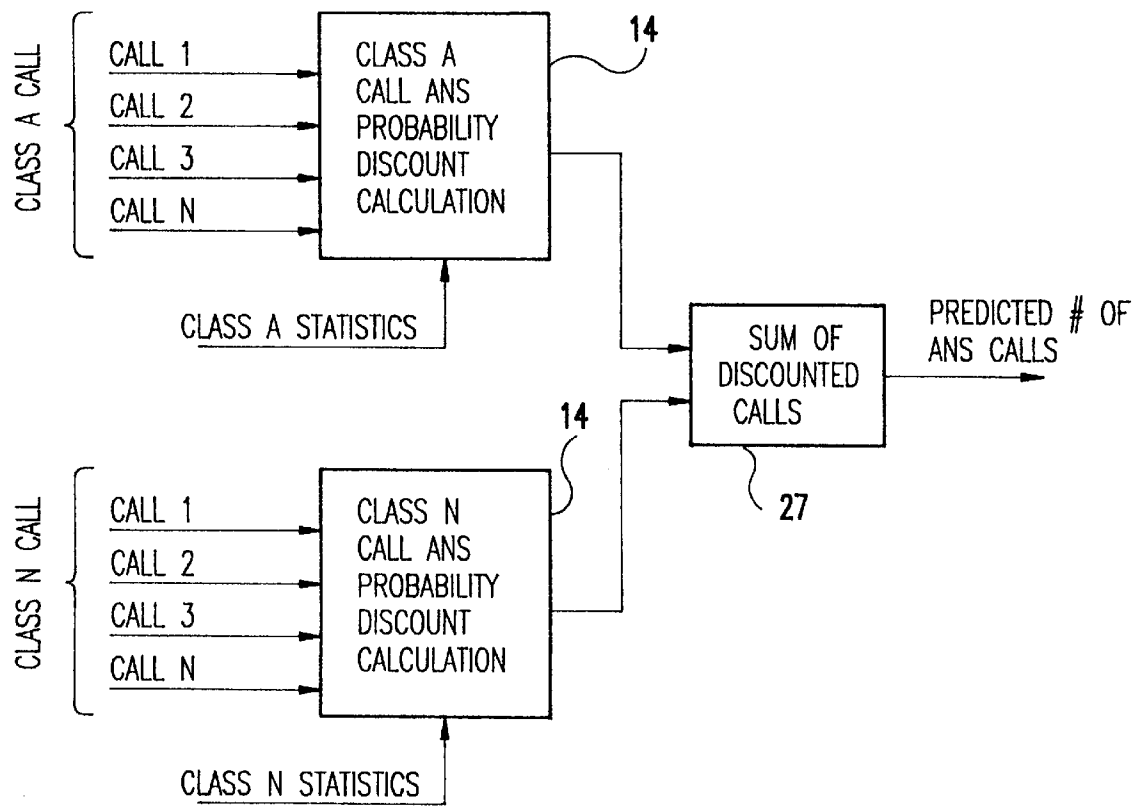 CLASS A CALL
CALL 1
CALL 2
CALL 3
CALL N
CLASS A
CALL ANS
PROBABILITY
DISCOUNT
CALCULATION
14
CLASS A STATISTICS
SUM OF
DISCOUNTED
CALLS
27
PREDICTED # OF
ANS CALLS
CLASS N CALL
CALL 1
CALL 2
CALL 3
CALL N
CLASS N
CALL ANS
PROBABILITY
DISCOUNT
CALCULATION
14
CLASS N STATISTICS